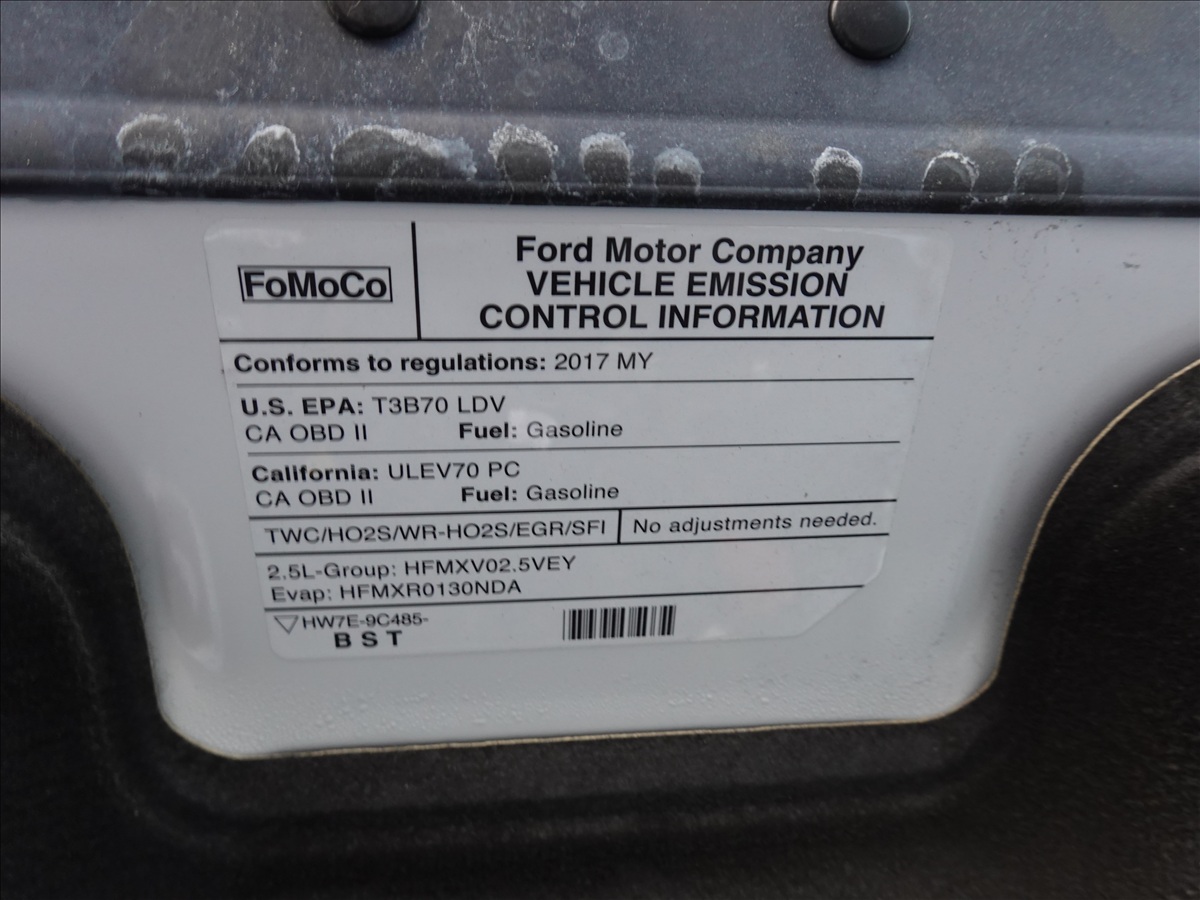 FoMoCo
Ford Motor Company
VEHICLE EMISSION
CONTROL INFORMATION
Conforms to regulations: 2017 MY
U.S. EPA: T3B70 LDV
CA OBD II Fuel: Gasoline
California: ULEV70 PC
CA OBD II Fuel: Gasoline
TWC/HO2S/WR-HO2S/EGR/SFI No adjustments needed.
2.5L-Group: HFMXV02.5VEY
Evap: HFMXR0130NDA
HW7E-9C485-
B S T